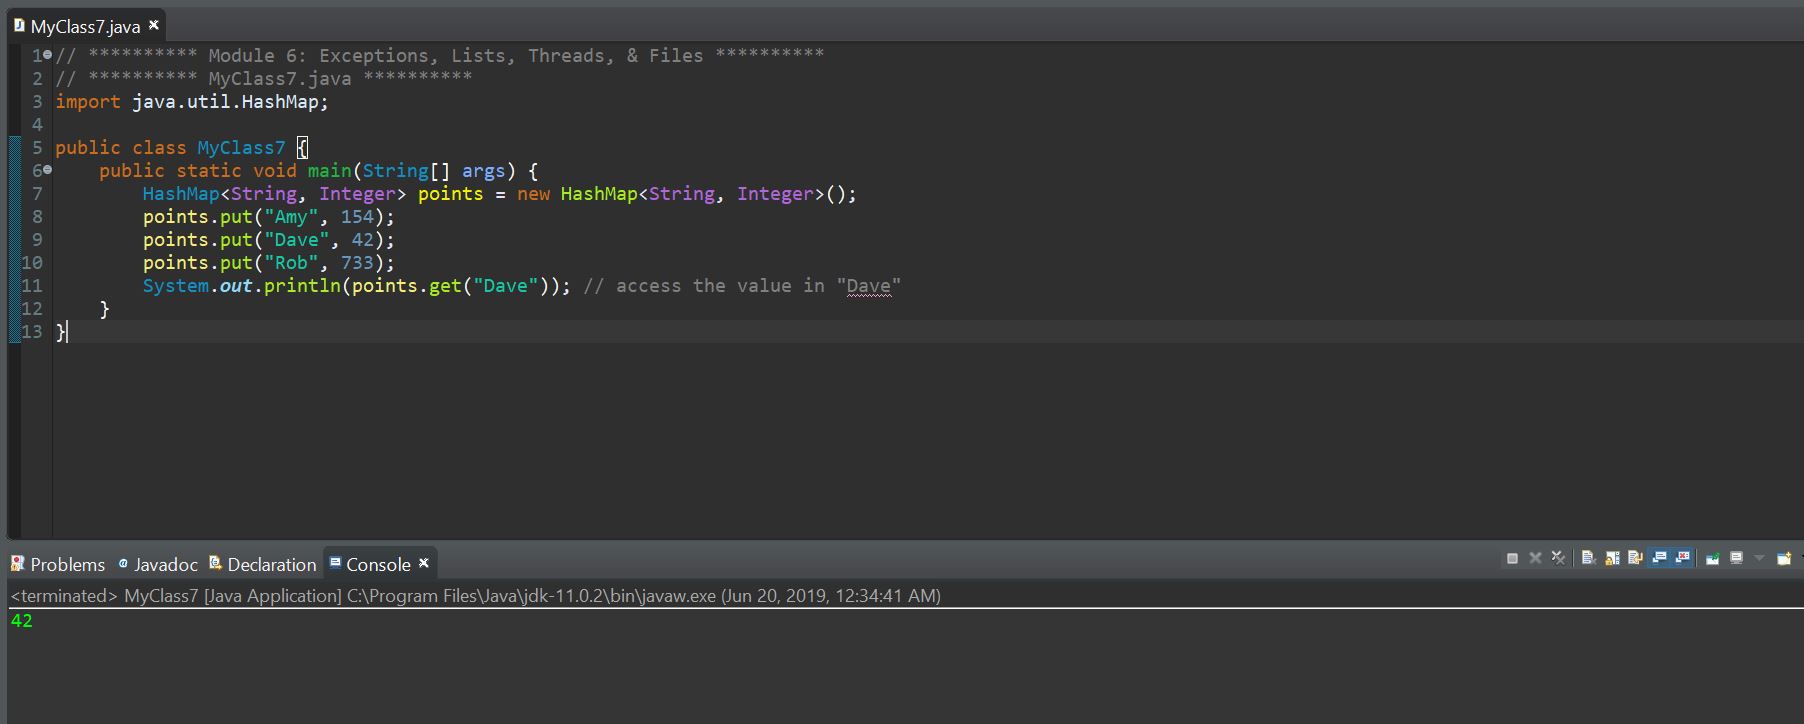 MyClass7.java
1 // ********** Module 6: Exceptions, Lists, Threads, & Files **********
2 // ********** MyClass7.java **********
3 import java.util.HashMap;
4
5 public class MyClass7 {
6     public static void main(String[] args) {
7         HashMap<String, Integer> points = new HashMap<String, Integer>();
8         points.put("Amy", 154);
9         points.put("Dave", 42);
10         points.put("Rob", 733);
11         System.out.println(points.get("Dave")); // access the value in "Dave"
12     }
13 }
Problems @ Javadoc Declaration Console
<terminated> MyClass7 [Java Application] C:\Program Files\Java\jdk-11.0.2\bin\javaw.exe (Jun 20, 2019, 12:34:41 AM)
42